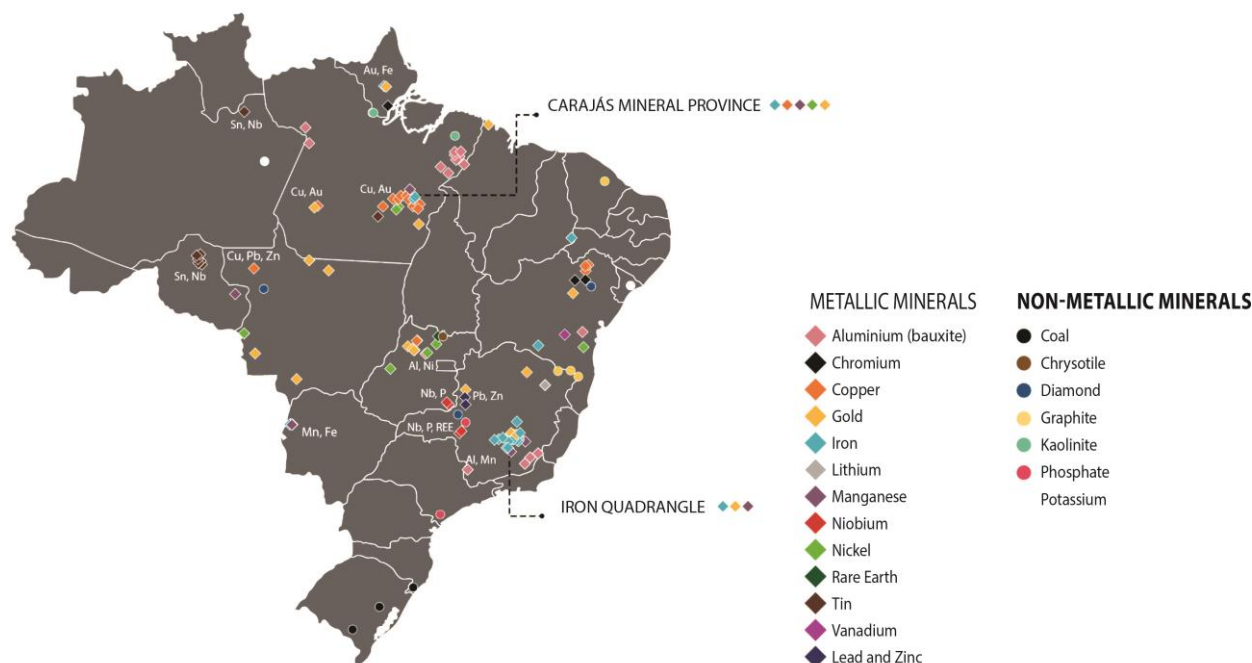 Au, Fe
CARAJÁS MINERAL PROVINCE
Sn, Nb
Cu, Au
Cu, Au
Cu, Pb, Zn
Sn, Nb
Al, Ni
Nb, P
Pb, Zn
Mn, Fe
Nb, P, REE
Al, Mn
IRON QUADRANGLE
METALLIC MINERALS
Aluminium (bauxite)
Chromium
Copper
Gold
Iron
Lithium
Manganese
Niobium
Nickel
Rare Earth
Tin
Vanadium
Lead and Zinc
NON-METALLIC MINERALS
Coal
Chrysotile
Diamond
Graphite
Kaolinite
Phosphate
Potassium